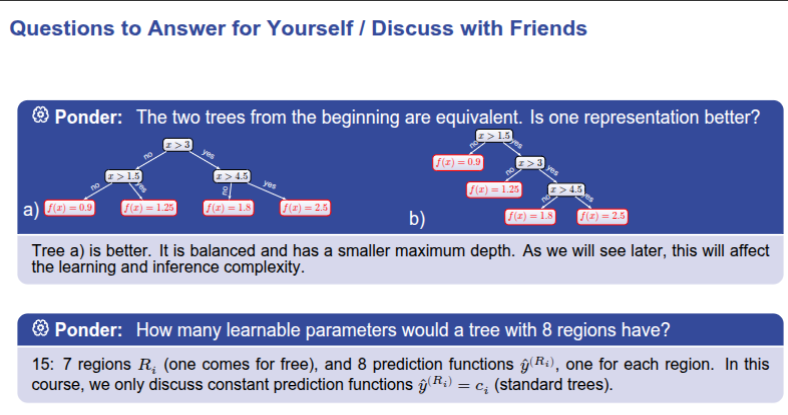 Questions to Answer for Yourself / Discuss with Friends
Ponder: The two trees from the beginning are equivalent. Is one representation better?
a)
x > 3
no
yes
x > 1.5
x > 4.5
no
yes
no
yes
f(x) = 0.9
f(x) = 1.25
f(x) = 1.8
f(x) = 2.5
b)
x > 1.5
no
yes
f(x) = 0.9
x > 3
no
yes
f(x) = 1.25
x > 4.5
no
yes
f(x) = 1.8
f(x) = 2.5
Tree a) is better. It is balanced and has a smaller maximum depth. As we will see later, this will affect
the learning and inference complexity.
Ponder: How many learnable parameters would a tree with 8 regions have?
15: 7 regions Rᵢ (one comes for free), and 8 prediction functions ŷ⁽ᴿⁱ⁾, one for each region. In this
course, we only discuss constant prediction functions ŷ⁽ᴿⁱ⁾ = cᵢ (standard trees).